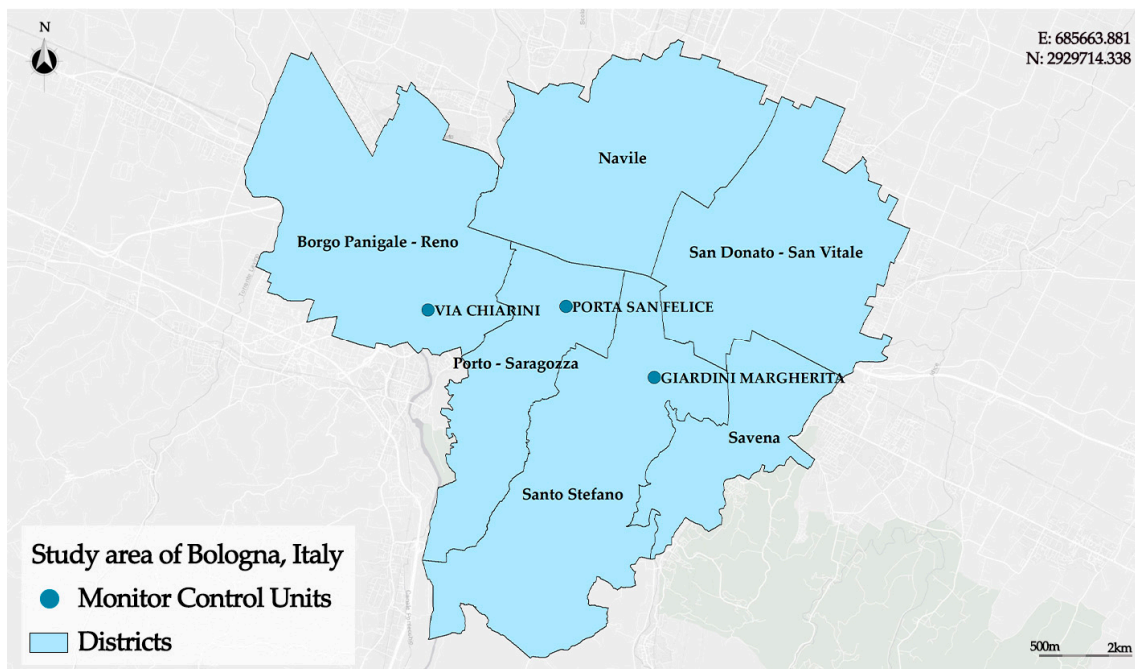 N
E: 685663.881
N: 2929714.338
Navile
Borgo Panigale - Reno
San Donato - San Vitale
VIA CHIARINI
PORTA SAN FELICE
Porto - Saragozza
GIARDINI MARGHERITA
Savena
Santo Stefano
Study area of Bologna, Italy
Monitor Control Units
Districts
500m 2km